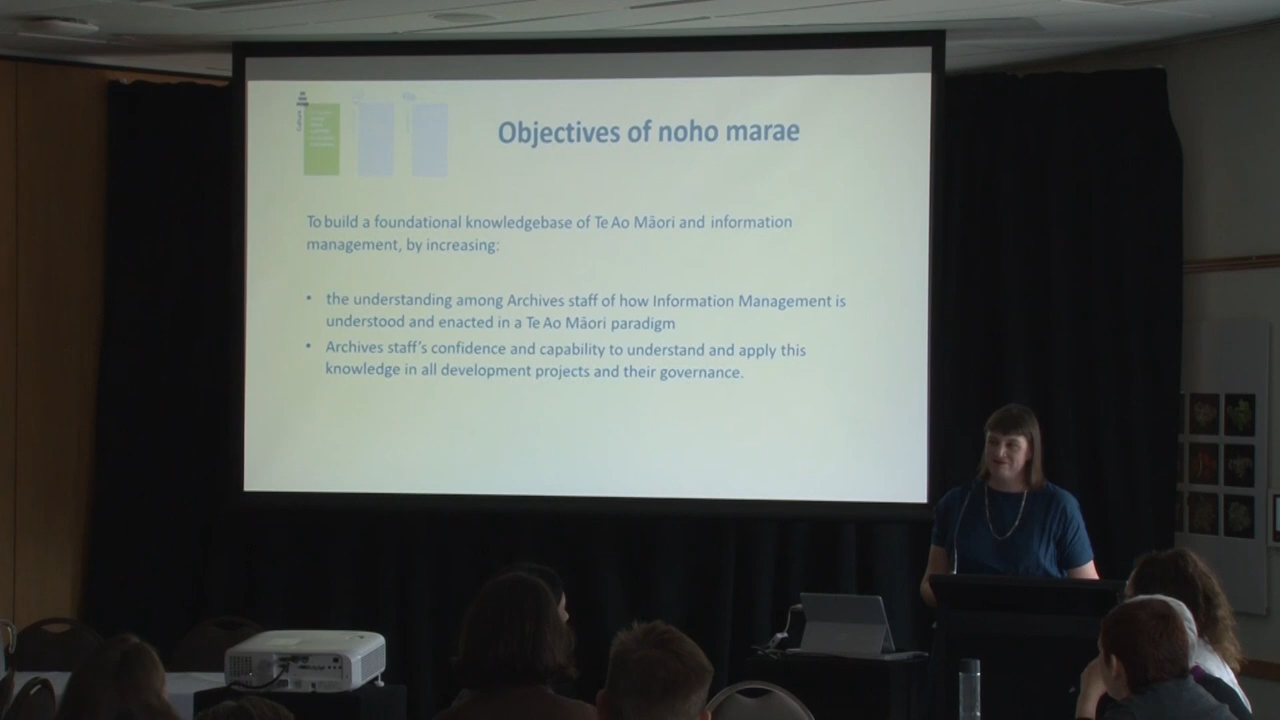 Culture
Objectives of noho marae
To build a foundational knowledgebase of Te Ao Māori and information
management, by increasing:
• the understanding among Archives staff of how Information Management is
understood and enacted in a Te Ao Māori paradigm
• Archives staff's confidence and capability to understand and apply this
knowledge in all development projects and their governance.